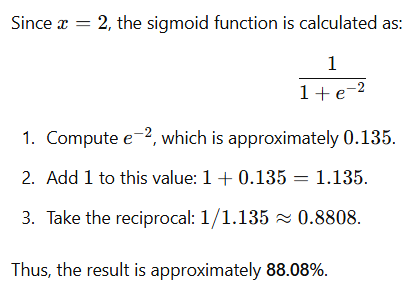 Since x = 2, the sigmoid function is calculated as:
1
1 + e⁻²
1. Compute e⁻², which is approximately 0.135.
2. Add 1 to this value: 1 + 0.135 = 1.135.
3. Take the reciprocal: 1/1.135 ≈ 0.8808.
Thus, the result is approximately 88.08%.